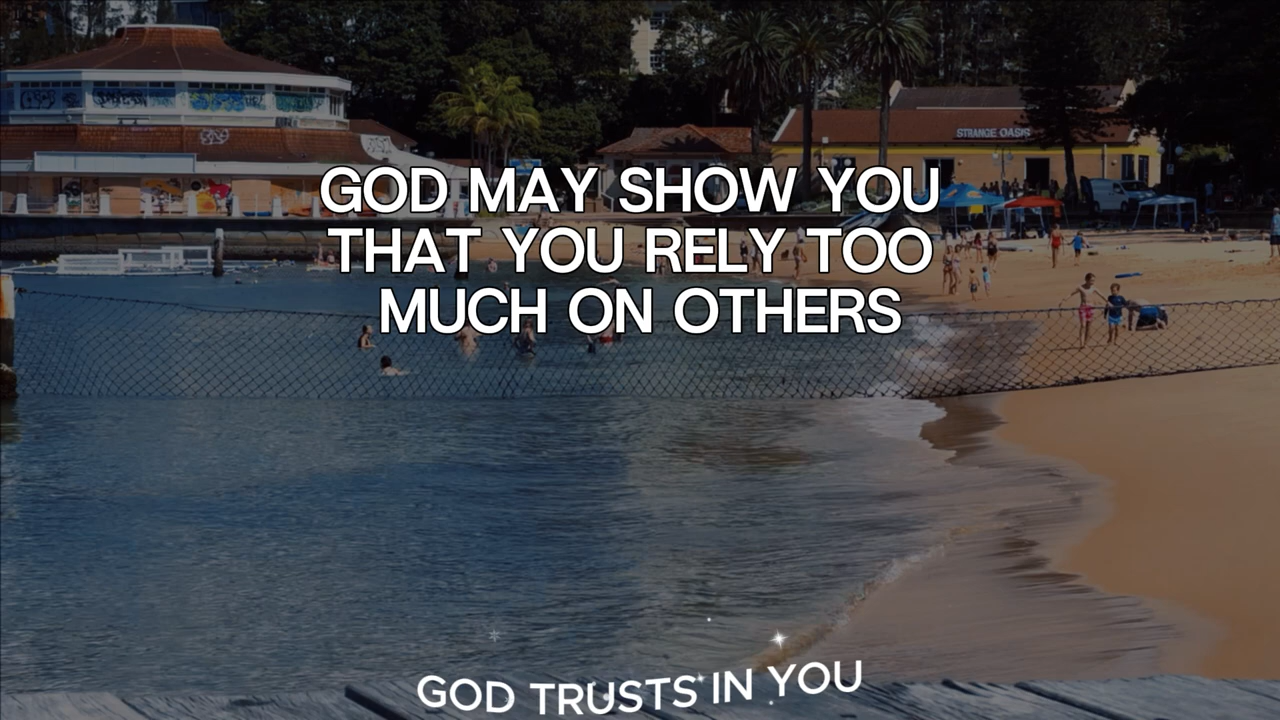 STRANGE OASIS
GOD MAY SHOW YOU
THAT YOU RELY TOO
MUCH ON OTHERS
GOD TRUSTS IN YOU